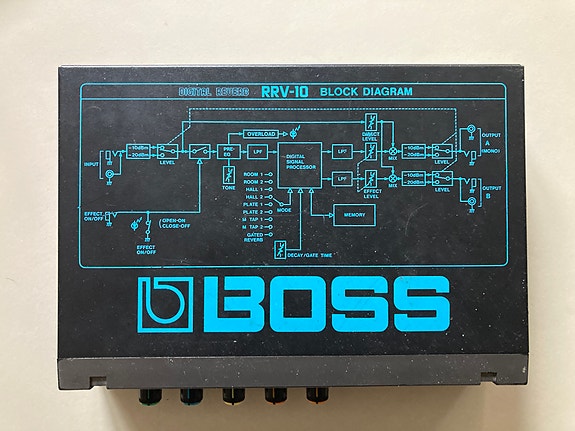 DIGITAL REVERB RRV-10 BLOCK DIAGRAM
INPUT
-10dBm
-20dBm
LEVEL
PRE-EQ
TONE
OVERLOAD
LPF
DIGITAL SIGNAL PROCESSOR
LPF
LPF
DIRECT LEVEL
EFFECT LEVEL
MIX
MIX
-10dBm
-20dBm
LEVEL
-10dBm
-20dBm
LEVEL
OUTPUT A (MONO)
OUTPUT B
EFFECT ON/OFF
OPEN-ON
CLOSE-OFF
EFFECT ON/OFF
ROOM 1
ROOM 2
HALL 1
HALL 2
PLATE 1
PLATE 2
M TAP 1
M TAP 2
GATED REVERB
MODE
MEMORY
DECAY/GATE TIME
BOSS